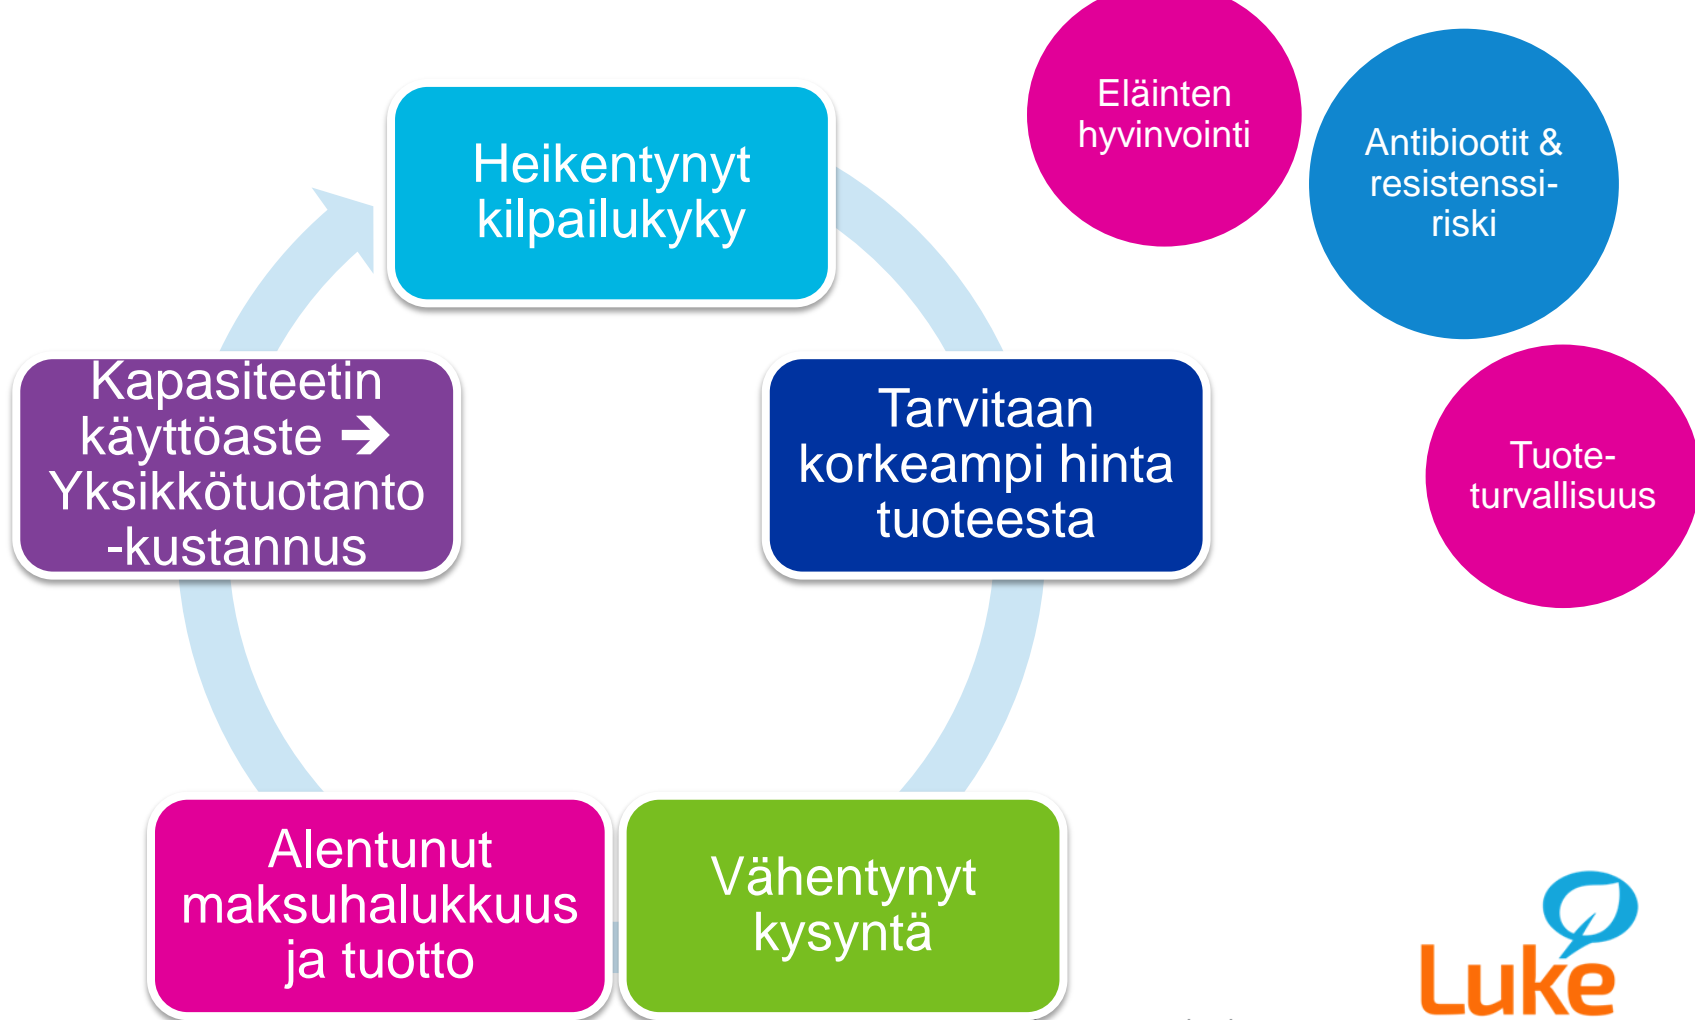 Heikentynyt
kilpailukyky
Tarvitaan
korkeampi hinta
tuoteesta
Vähentynyt
kysyntä
Alentunut
maksuhalukkuus
ja tuotto
Kapasiteetin
käyttöaste ➔
Yksikkötuotanto
-kustannus
Eläinten
hyvinvointi
Antibiootit &
resistenssi-
riski
Tuote-
turvallisuus
Luke